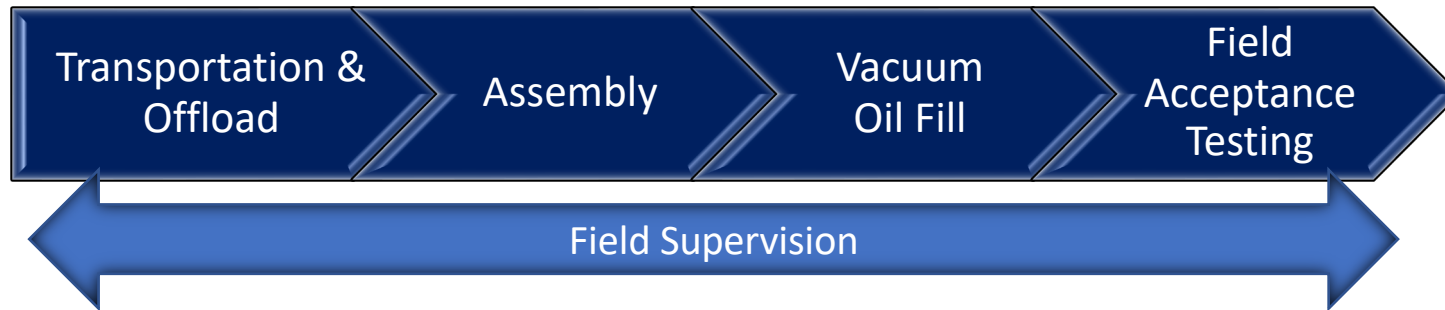 Transportation &
Offload
Assembly
Vacuum
Oil Fill
Field
Acceptance
Testing
Field Supervision